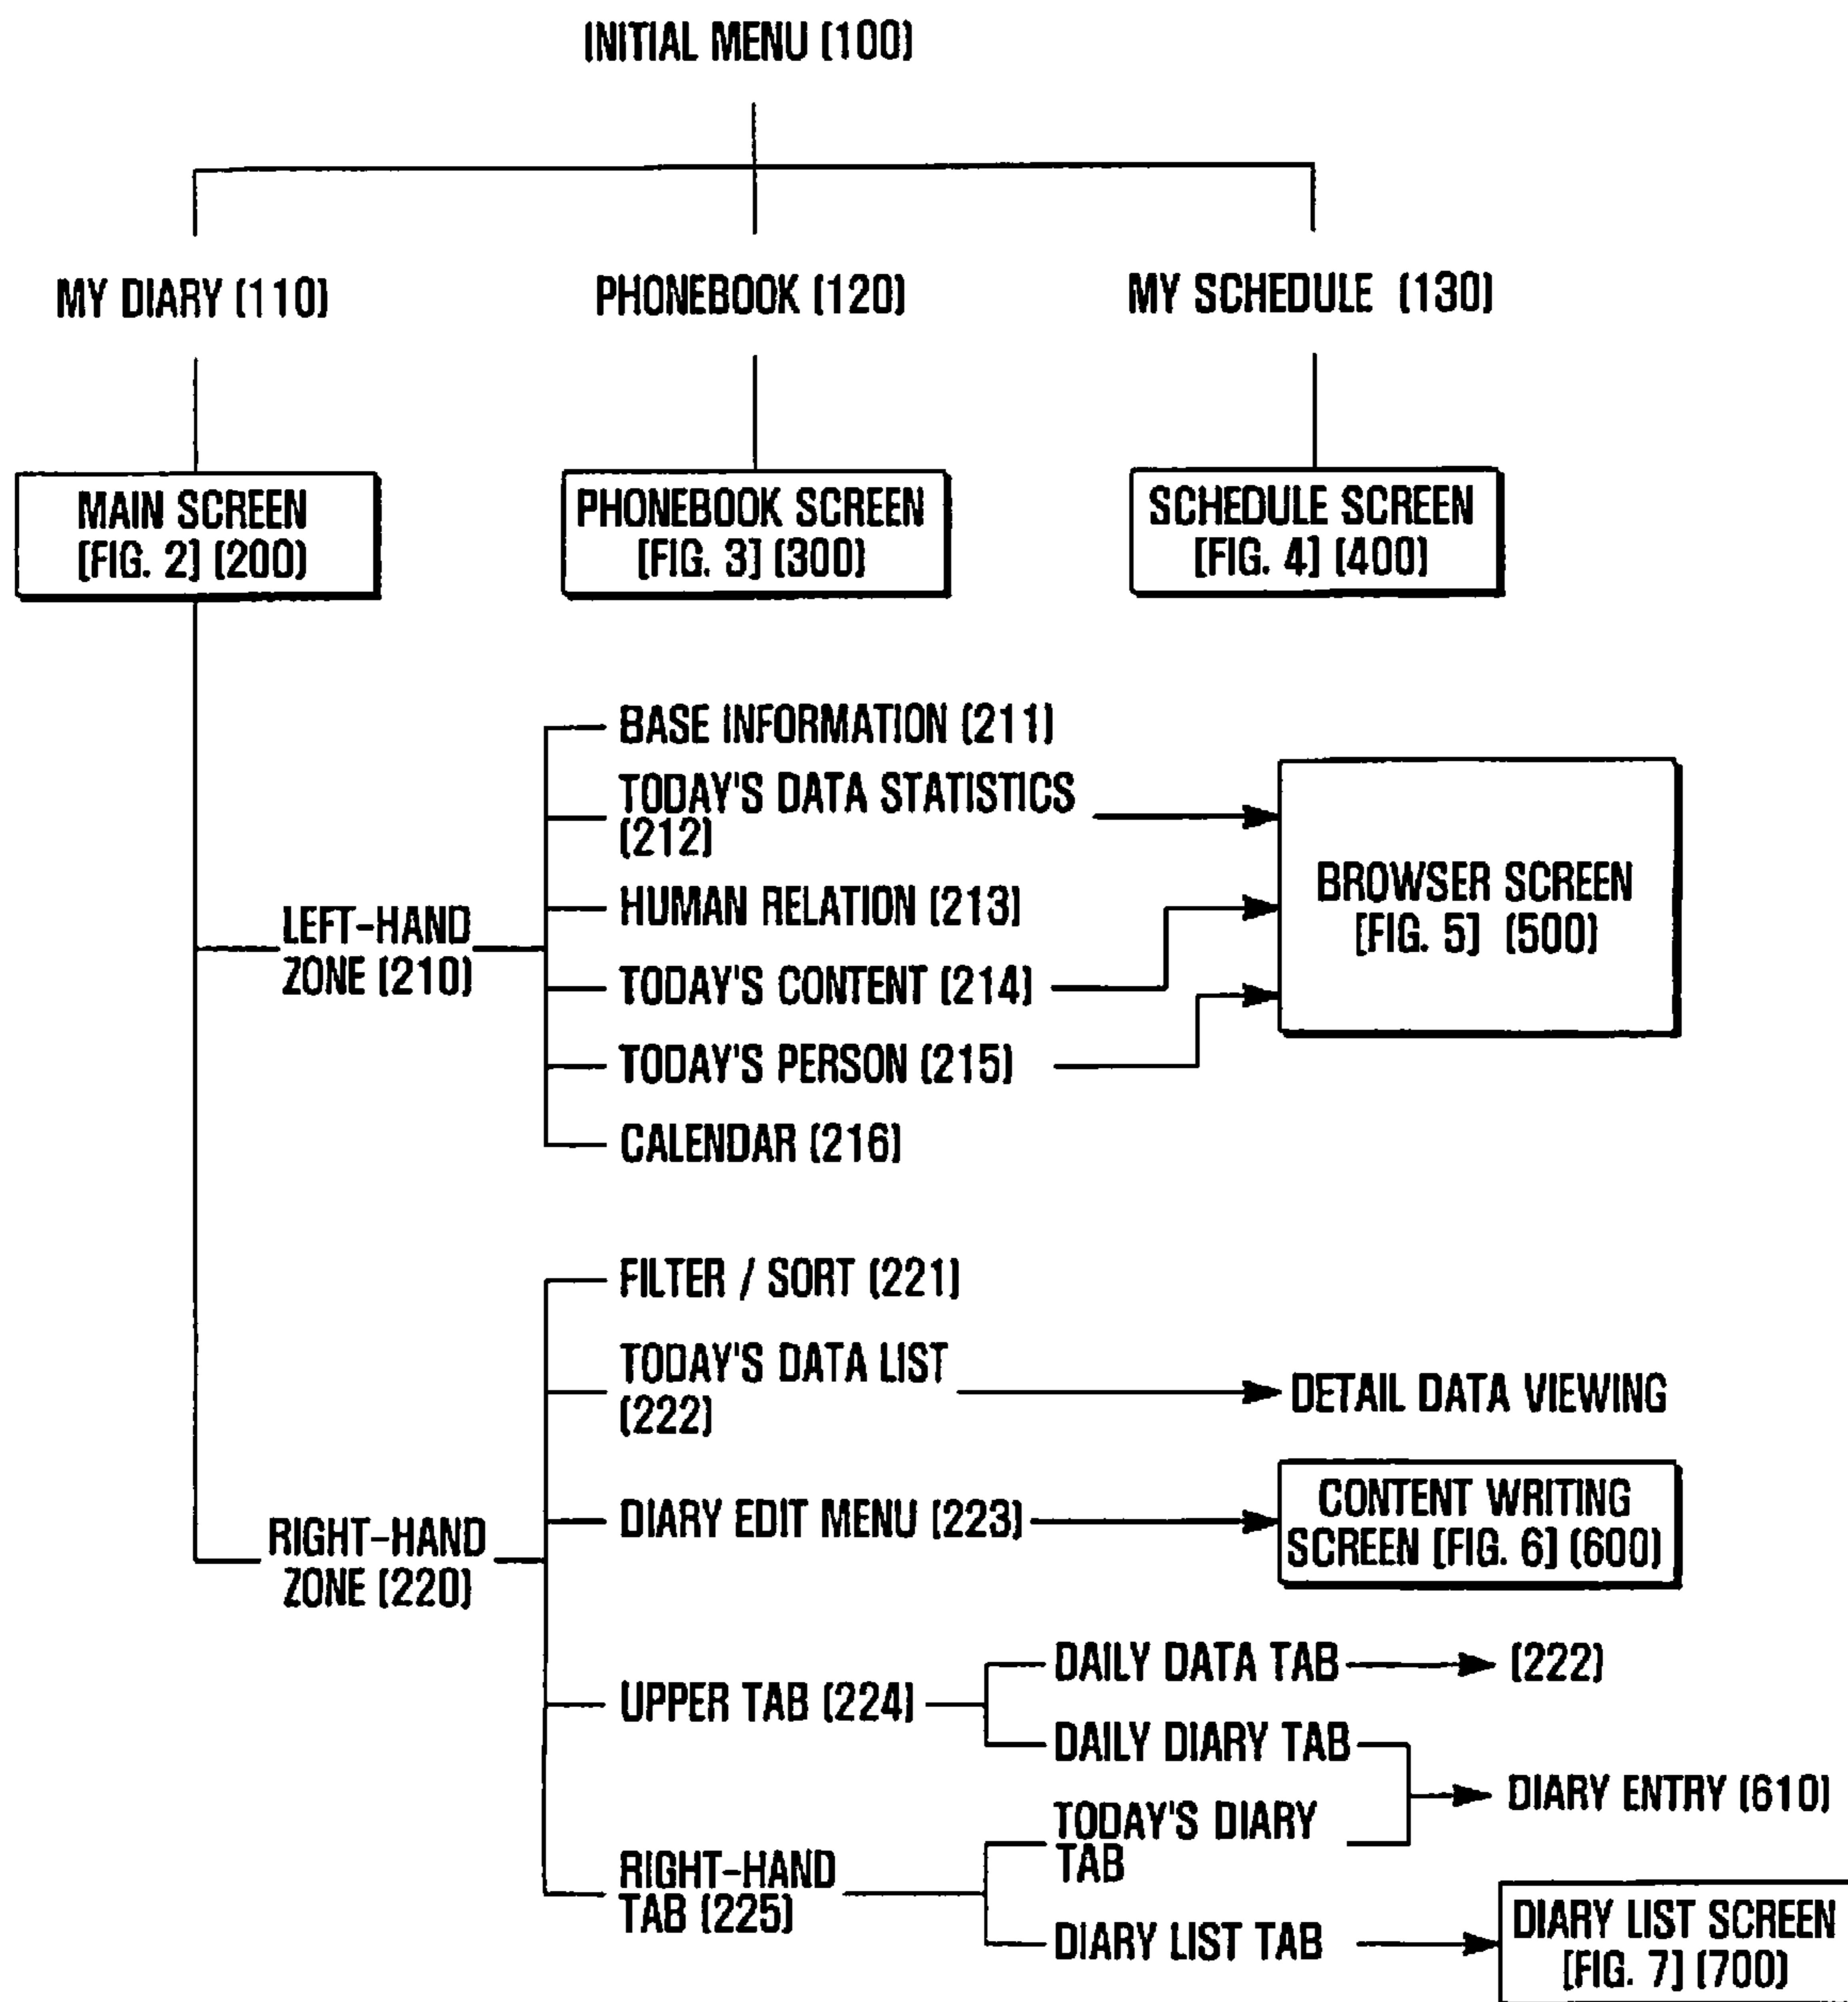 INITIAL MENU (100)
MY DIARY (110)
PHONEBOOK (120)
MY SCHEDULE (130)
MAIN SCREEN
[FIG. 2] (200)
PHONEBOOK SCREEN
[FIG. 3] (300)
SCHEDULE SCREEN
[FIG. 4] (400)
LEFT-HAND
ZONE (210)
BASE INFORMATION (211)
TODAY'S DATA STATISTICS
(212)
HUMAN RELATION (213)
TODAY'S CONTENT (214)
TODAY'S PERSON (215)
CALENDAR (216)
BROWSER SCREEN
[FIG. 5] (500)
RIGHT-HAND
ZONE (220)
FILTER / SORT (221)
TODAY'S DATA LIST
(222)
DETAIL DATA VIEWING
DIARY EDIT MENU (223)
CONTENT WRITING
SCREEN [FIG. 6] (600)
UPPER TAB (224)
DAILY DATA TAB
(222)
DAILY DIARY TAB
DIARY ENTRY (610)
RIGHT-HAND
TAB (225)
TODAY'S DIARY
TAB
DIARY LIST TAB
DIARY LIST SCREEN
[FIG. 7] (700)